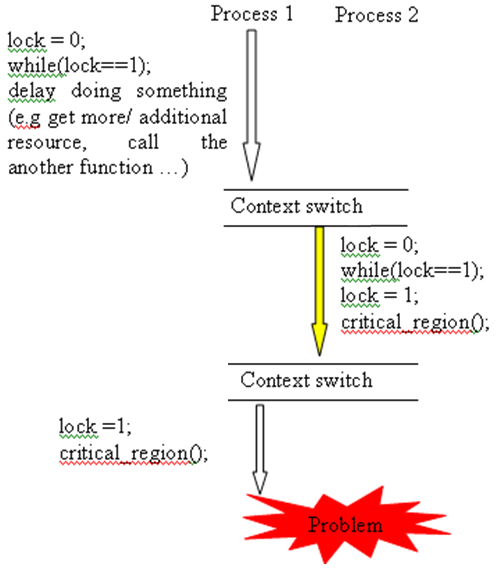 Process 1 Process 2
lock = 0;
while(lock==1);
delay doing something
(e.g get more/ additional
resource, call the
another function …)
Context switch
lock = 0;
while(lock==1);
lock = 1;
critical_region();
Context switch
lock =1;
critical_region();
Problem